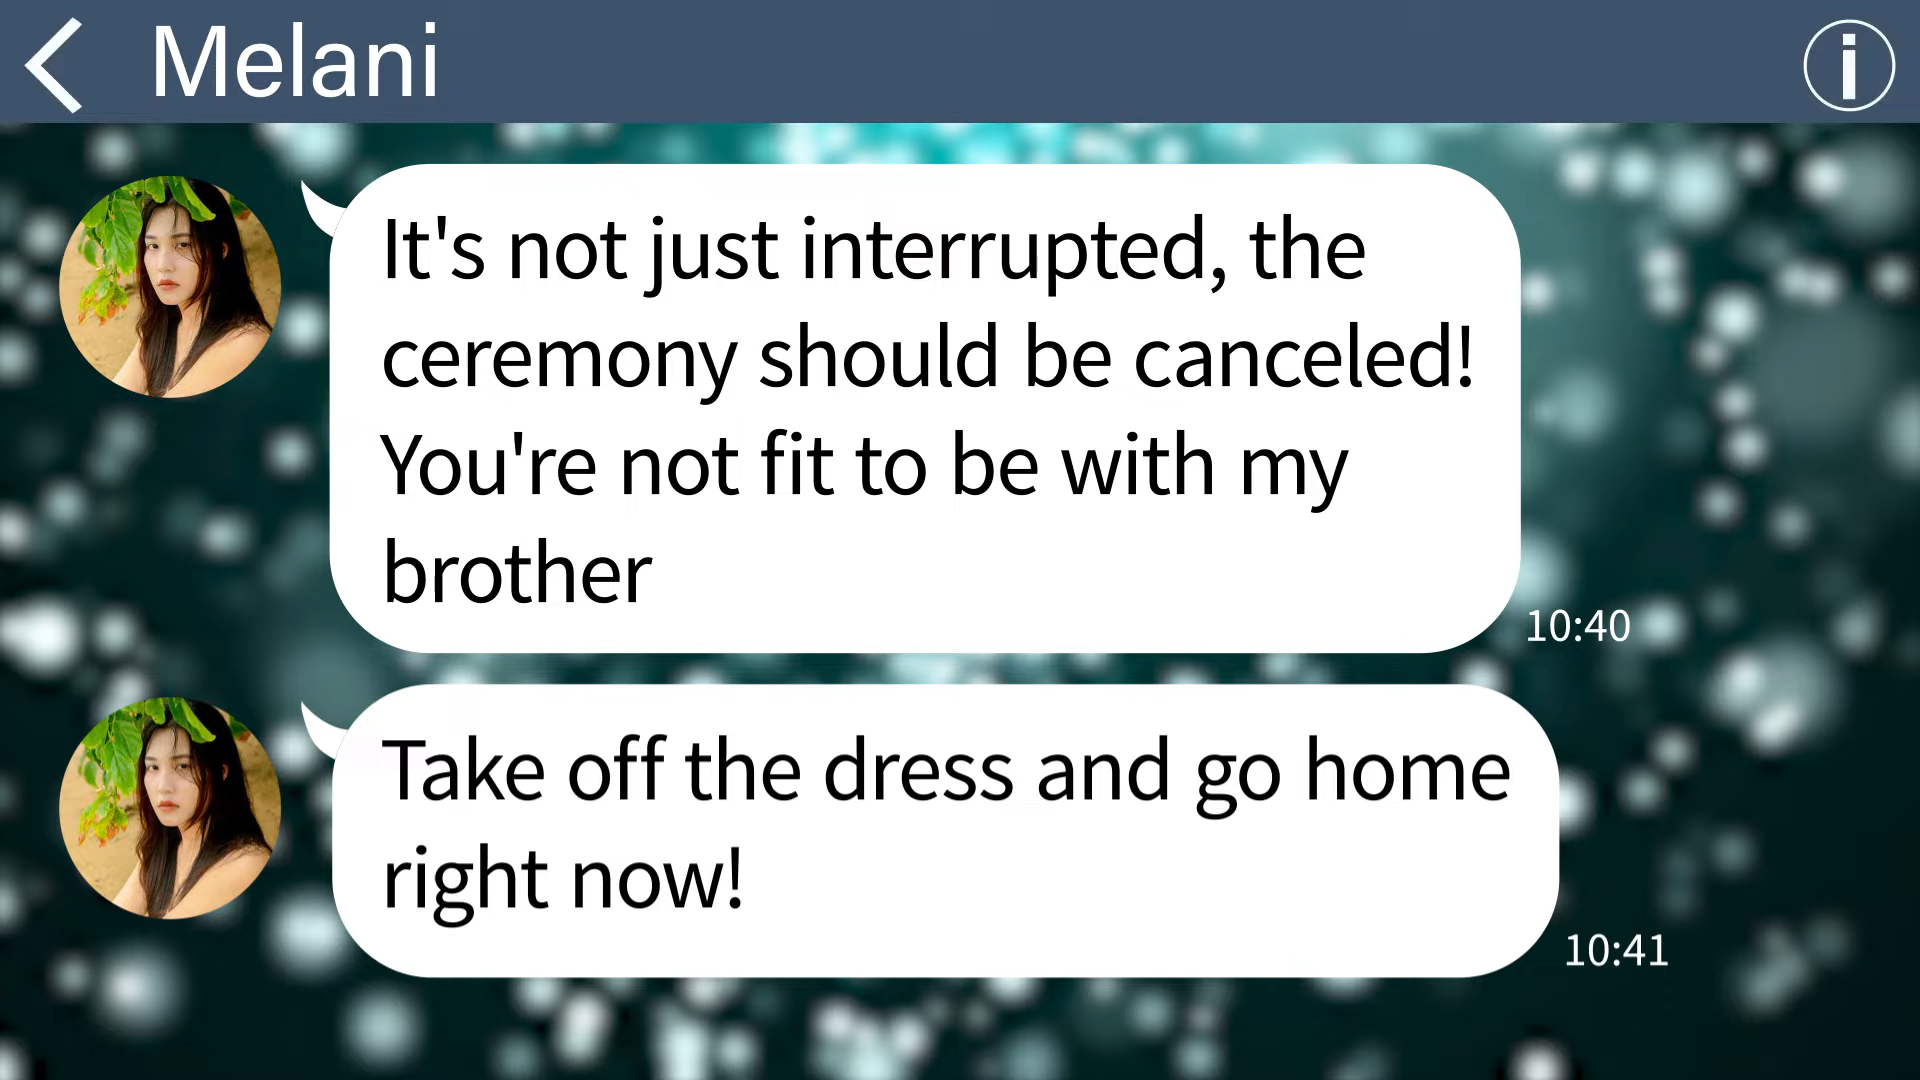 Melani
It's not just interrupted, the
ceremony should be canceled!
You're not fit to be with my
brother
10:40
Take off the dress and go home
right now!
10:41